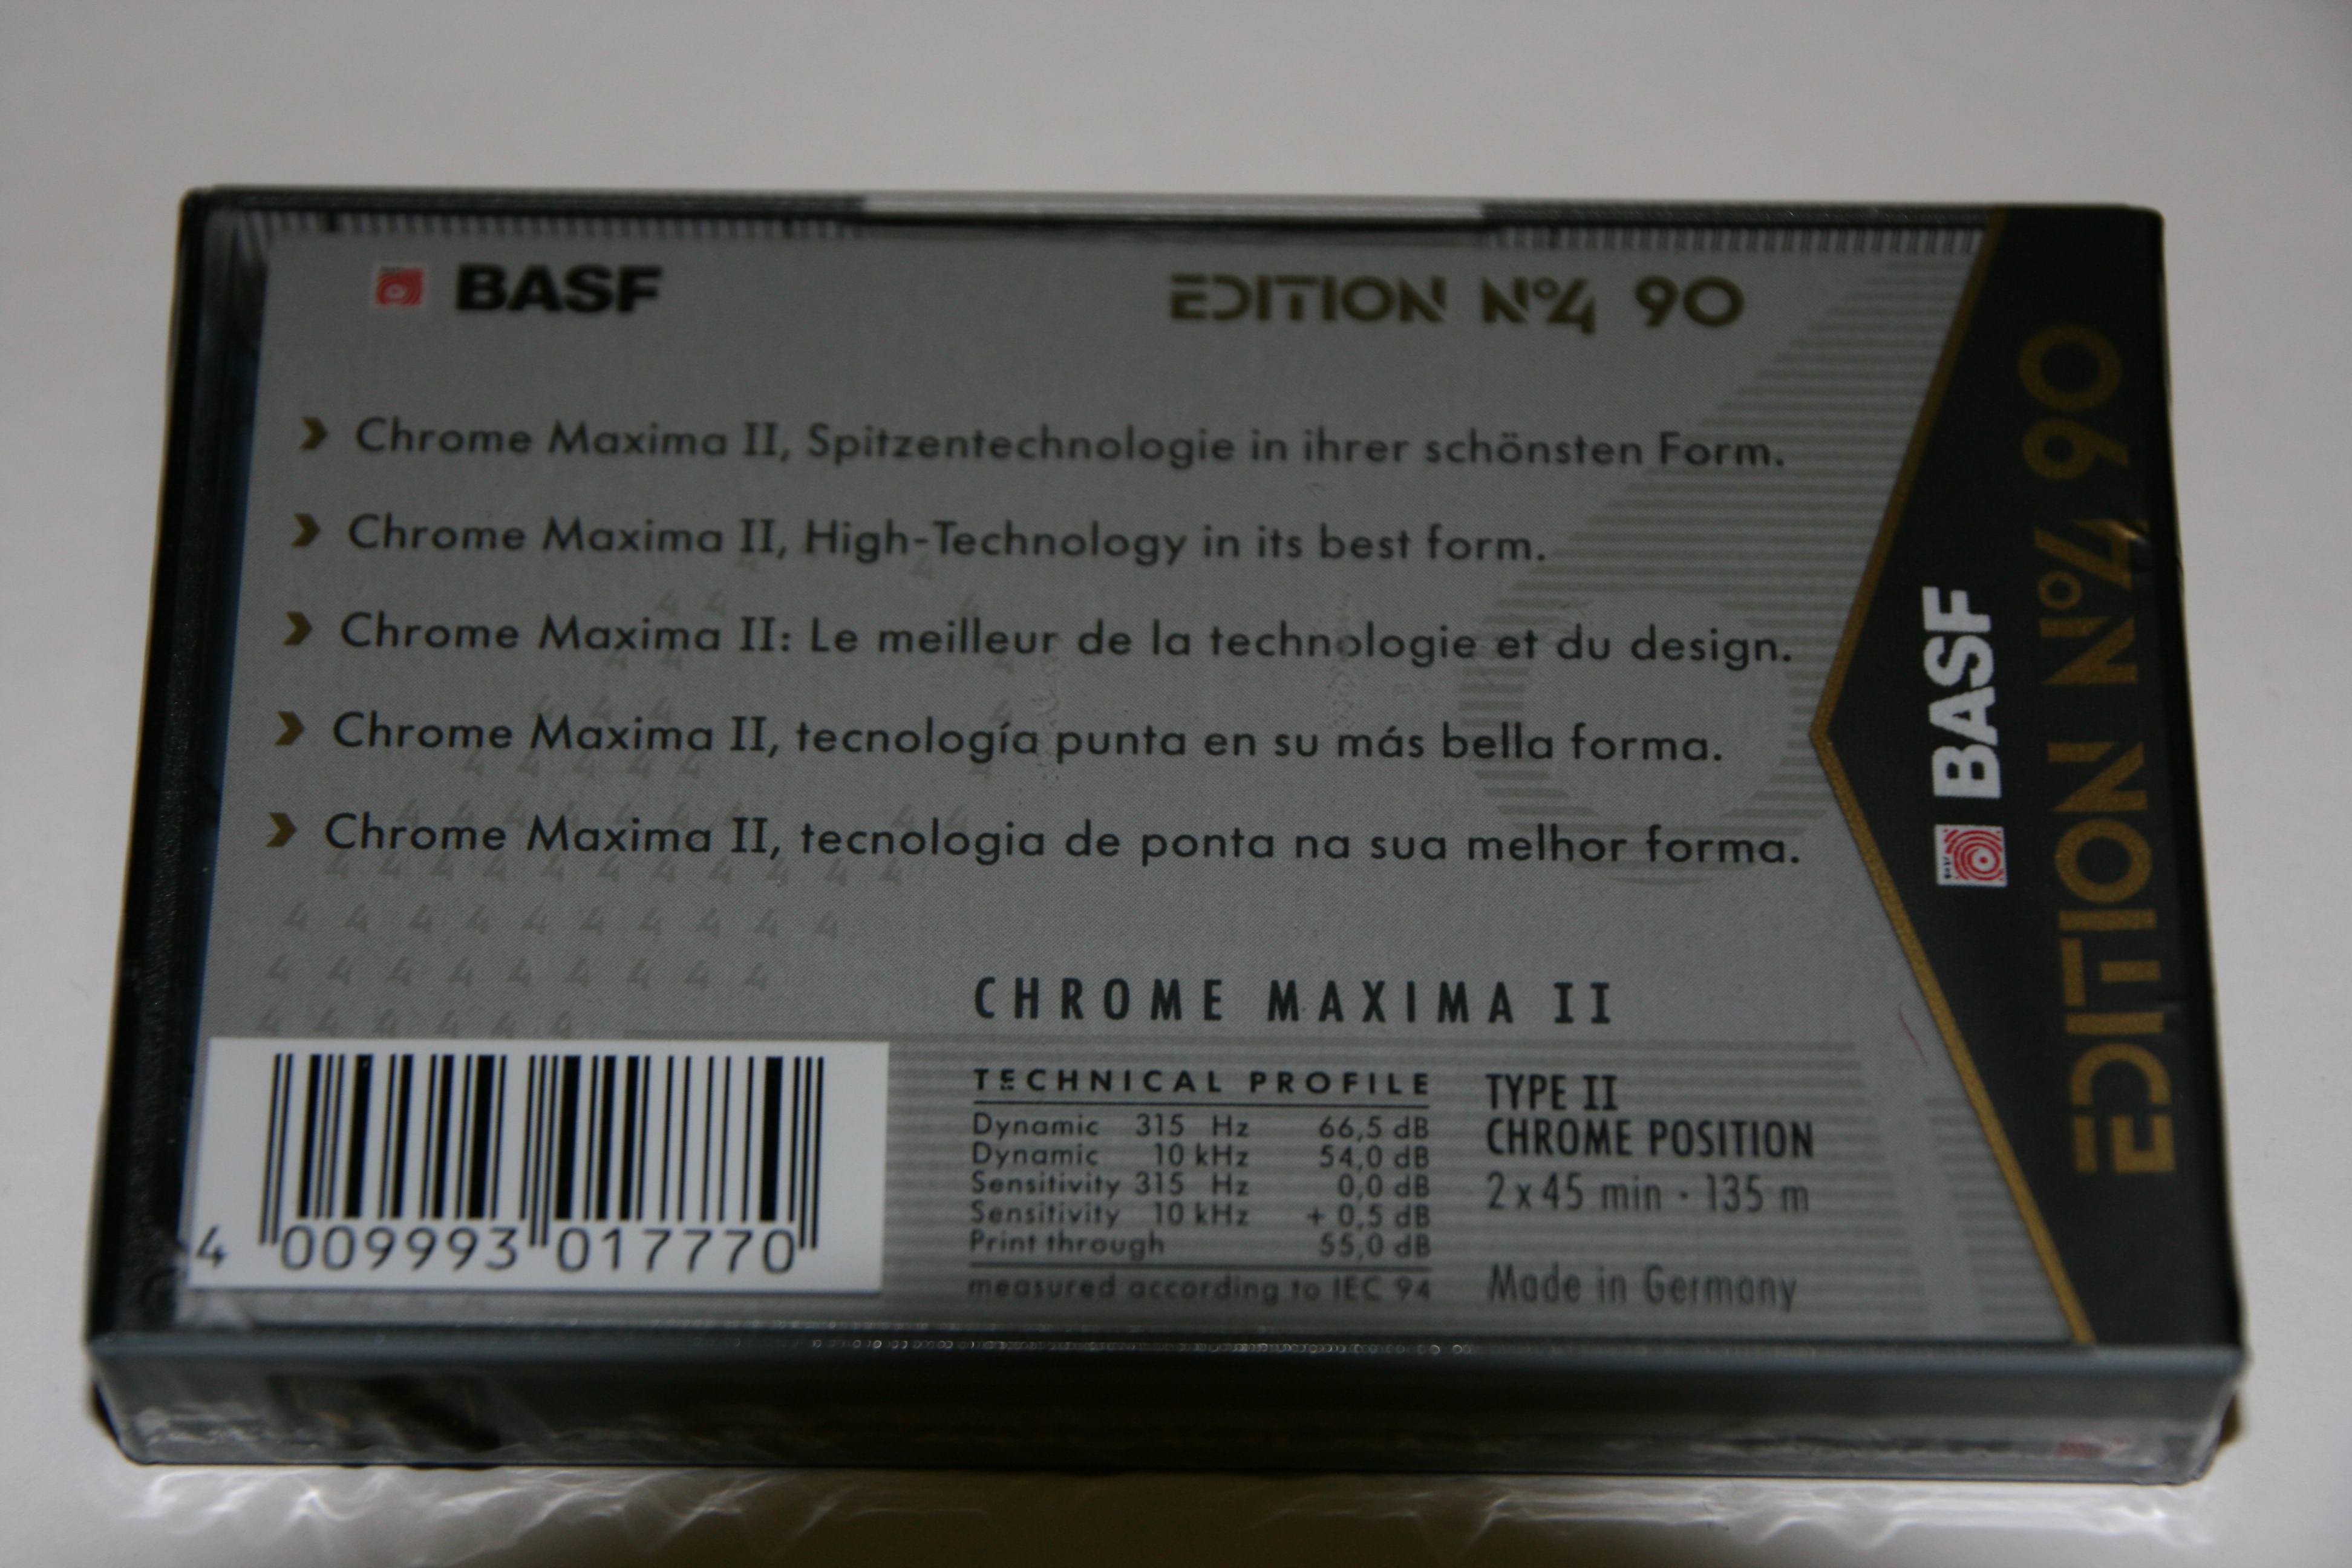 BASF EDITION Nº4 90
Chrome Maxima II, Spitzentechnologie in ihrer schönsten Form.
Chrome Maxima II, High-Technology in its best form.
Chrome Maxima II: Le meilleur de la technologie et du design.
Chrome Maxima II, tecnología punta en su más bella forma.
Chrome Maxima II, tecnologia de ponta na sua melhor forma.
CHROME MAXIMA II
TECHNICAL PROFILE
Dynamic 315 Hz 66,5 dB
Dynamic 10 kHz 54,0 dB
Sensitivity 315 Hz 0,0 dB
Sensitivity 10 kHz + 0,5 dB
Print through 55,0 dB
measured according to IEC 94
TYPE II
CHROME POSITION
2 x 45 min · 135 m
Made in Germany
4 009993 017770
BASF
EDITION Nº4 90